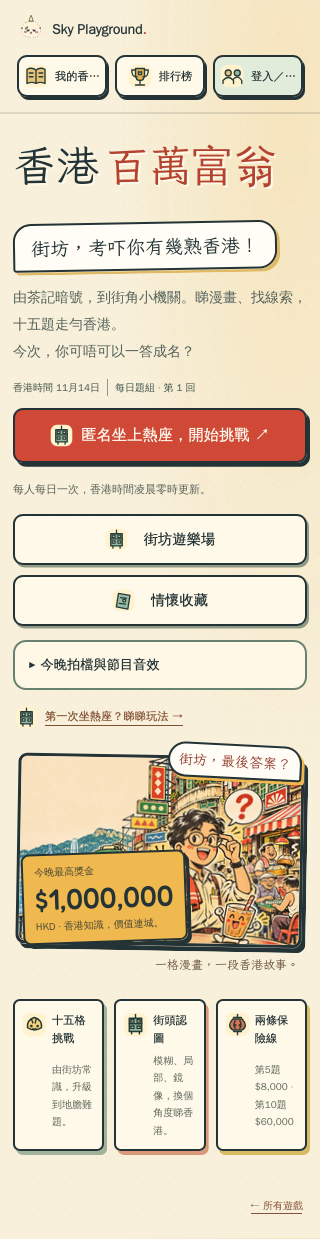 Sky Playground.
我的香⋯
排行榜
登入／⋯
香港 百萬富翁
街坊，考吓你有幾熟香港！
由茶記暗號，到街角小機關。睇漫畫、找線索，
十五題走勻香港。
今次，你可唔可以一答成名？
香港時間 11月14日 │ 每日題組 · 第 1 回
匿名坐上熱座，開始挑戰 ↗
每人每日一次，香港時間凌晨零時更新。
街坊遊樂場
情懷收藏
▸ 今晚拍檔與節目音效
第一次坐熱座？睇睇玩法 →
街坊，最後答案？
?
今晚最高獎金
$1,000,000
HKD · 香港知識，價值連城。
一格漫畫，一段香港故事。
十五格
挑戰
由街坊常
識，升級
到地膽難
題。
街頭認
圖
模糊、局
部、鏡
像，換個
角度睇香
港。
兩條保
險線
第5題
$8,000 ·
第10題
$60,000
← 所有遊戲